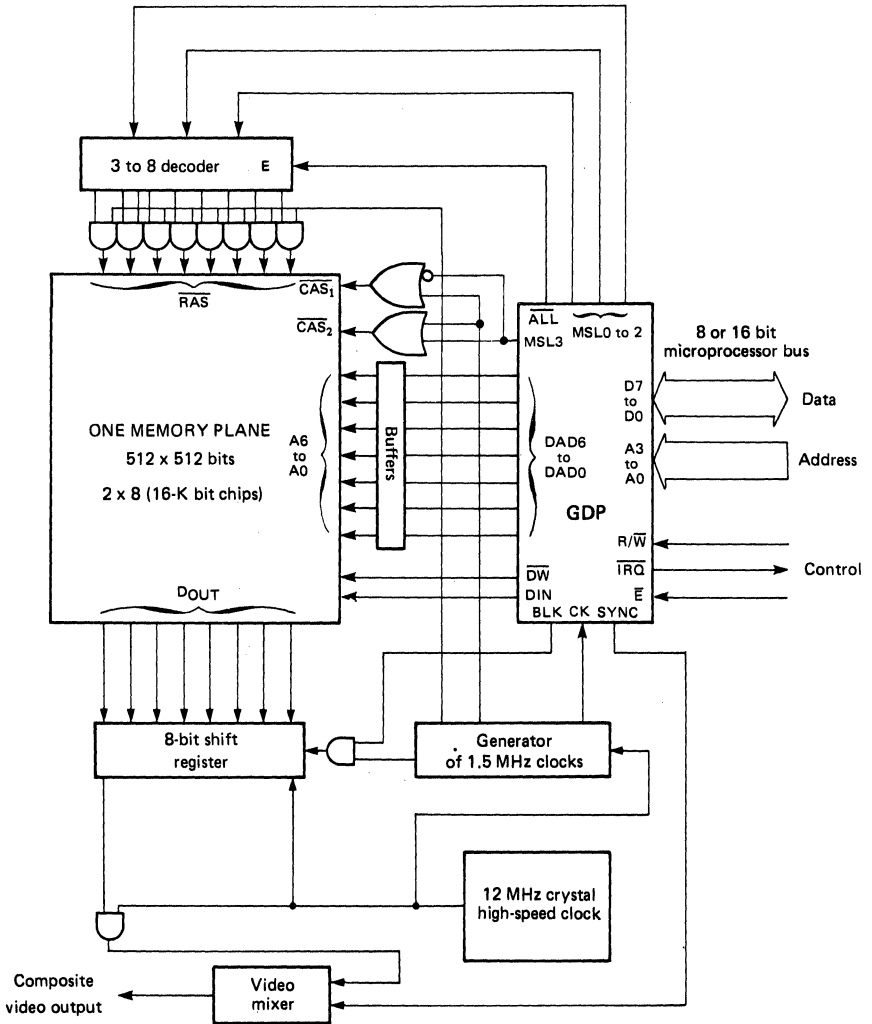 3 to 8 decoder E
RAS
CAS1
CAS2
ALL
MSL3
MSL0 to 2
8 or 16 bit
microprocessor bus
D7
to
D0
Data
A3
to
A0
Address
ONE MEMORY PLANE
512 x 512 bits
2 x 8 (16-K bit chips)
A6
to
A0
Buffers
DAD6
to
DAD0
GDP
R/W
IRQ
E
Control
DW
DIN
BLK CK SYNC
DOUT
8-bit shift
register
Generator
of 1.5 MHz clocks
12 MHz crystal
high-speed clock
Composite
video output
Video
mixer